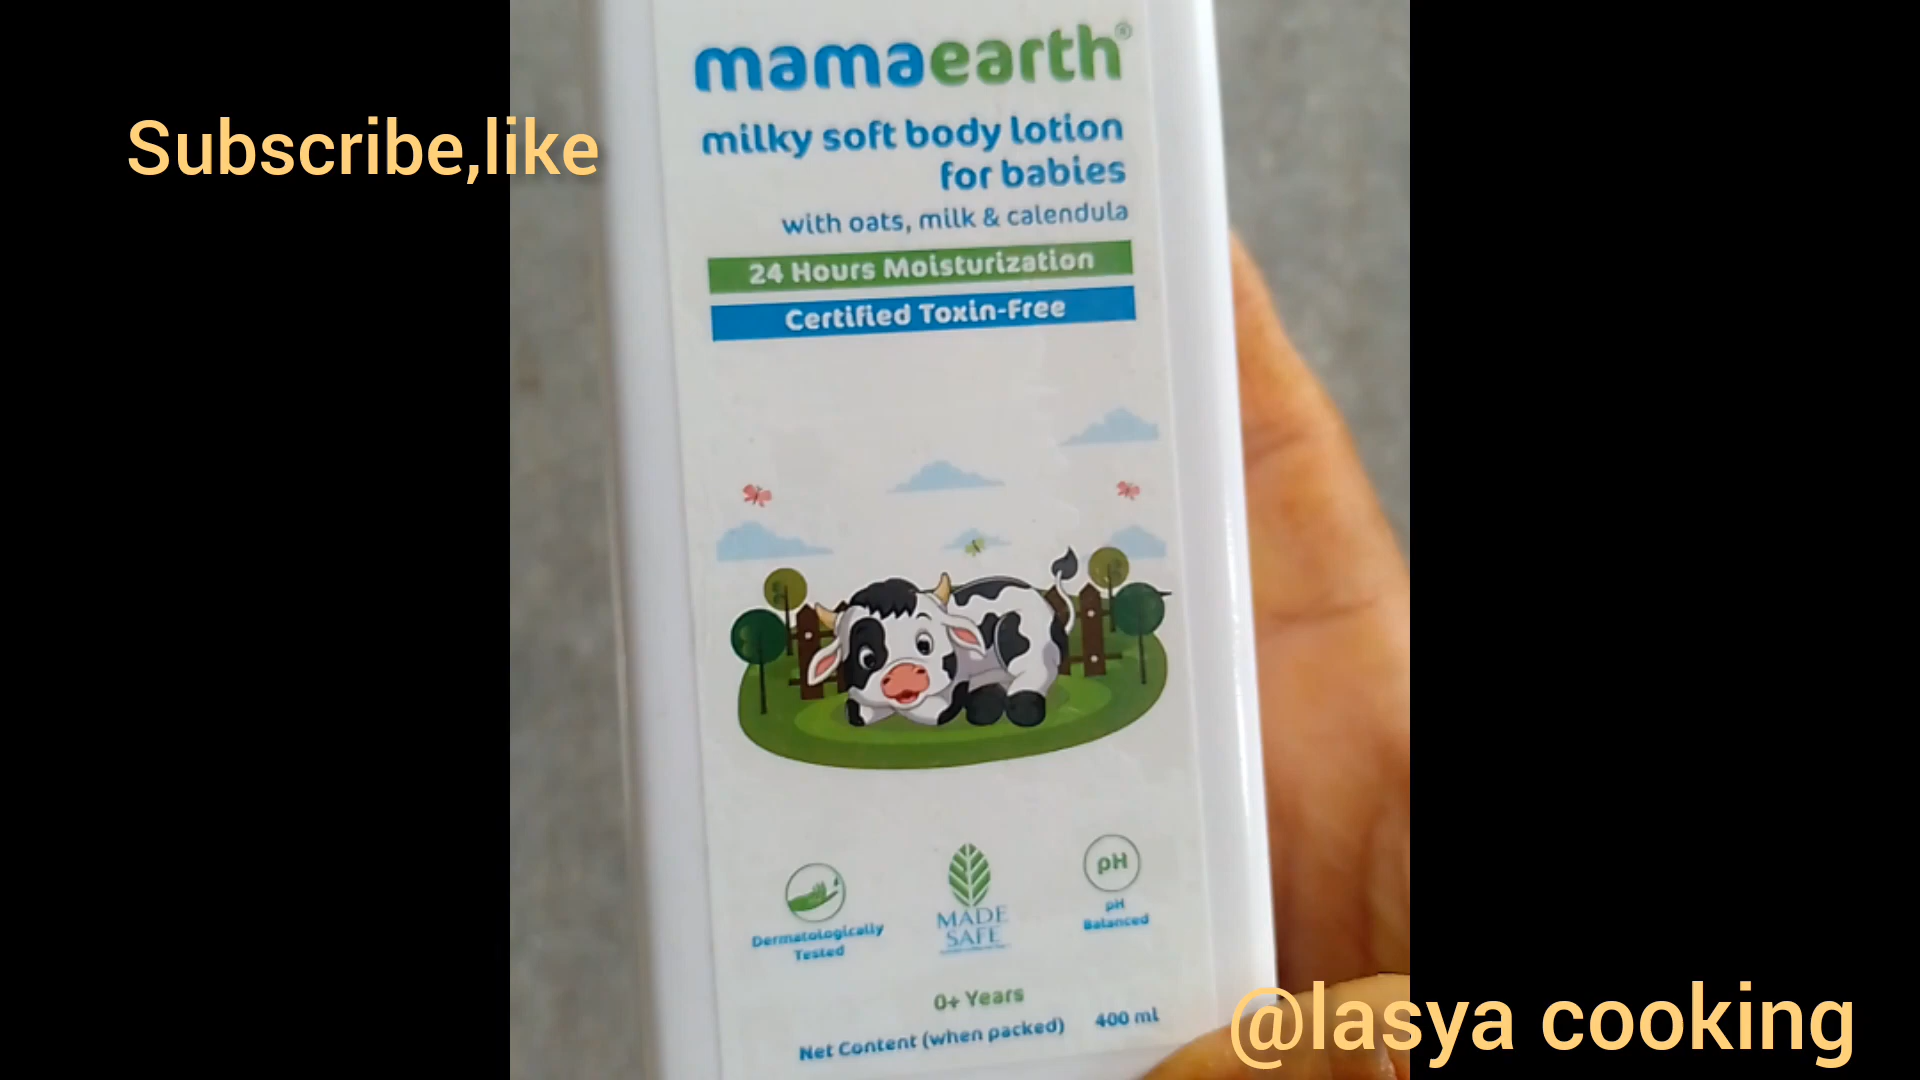 Subscribe,like
mamaearth®
milky soft body lotion
for babies
with oats, milk & calendula
24 Hours Moisturization
Certified Toxin-Free
Dermatologically
Tested
MADE
SAFE
pH
pH
Balanced
0+ Years
Net Content (when packed) 400 ml
@lasya cooking